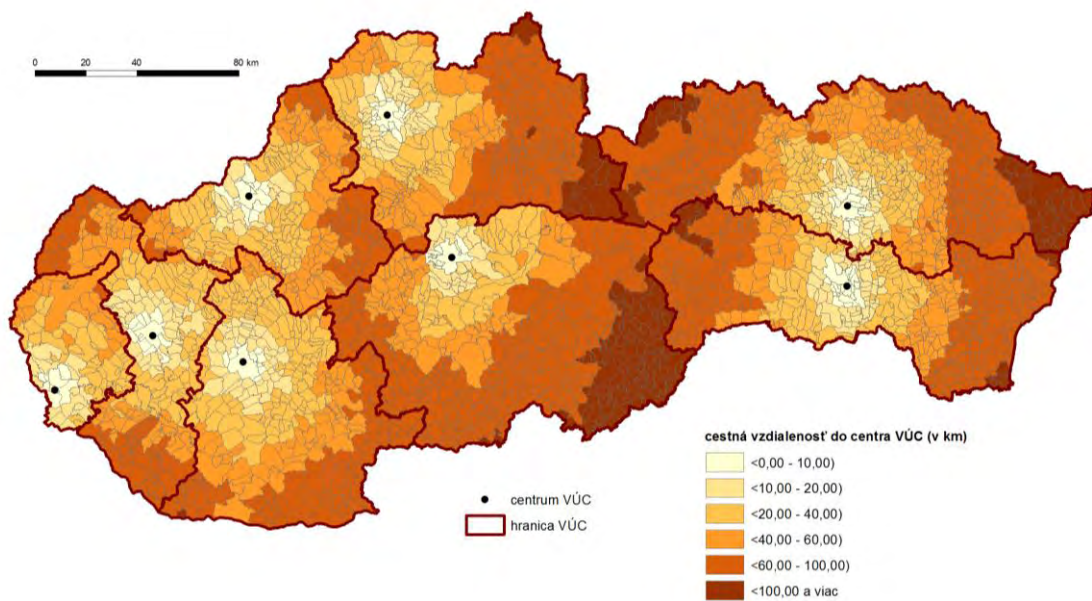 0 20 40 80 km
cestná vzdialenosť do centra VÚC (v km)
<0,00 - 10,00)
<10,00 - 20,00)
<20,00 - 40,00)
<40,00 - 60,00)
<60,00 - 100,00)
<100,00 a viac
centrum VÚC
hranica VÚC